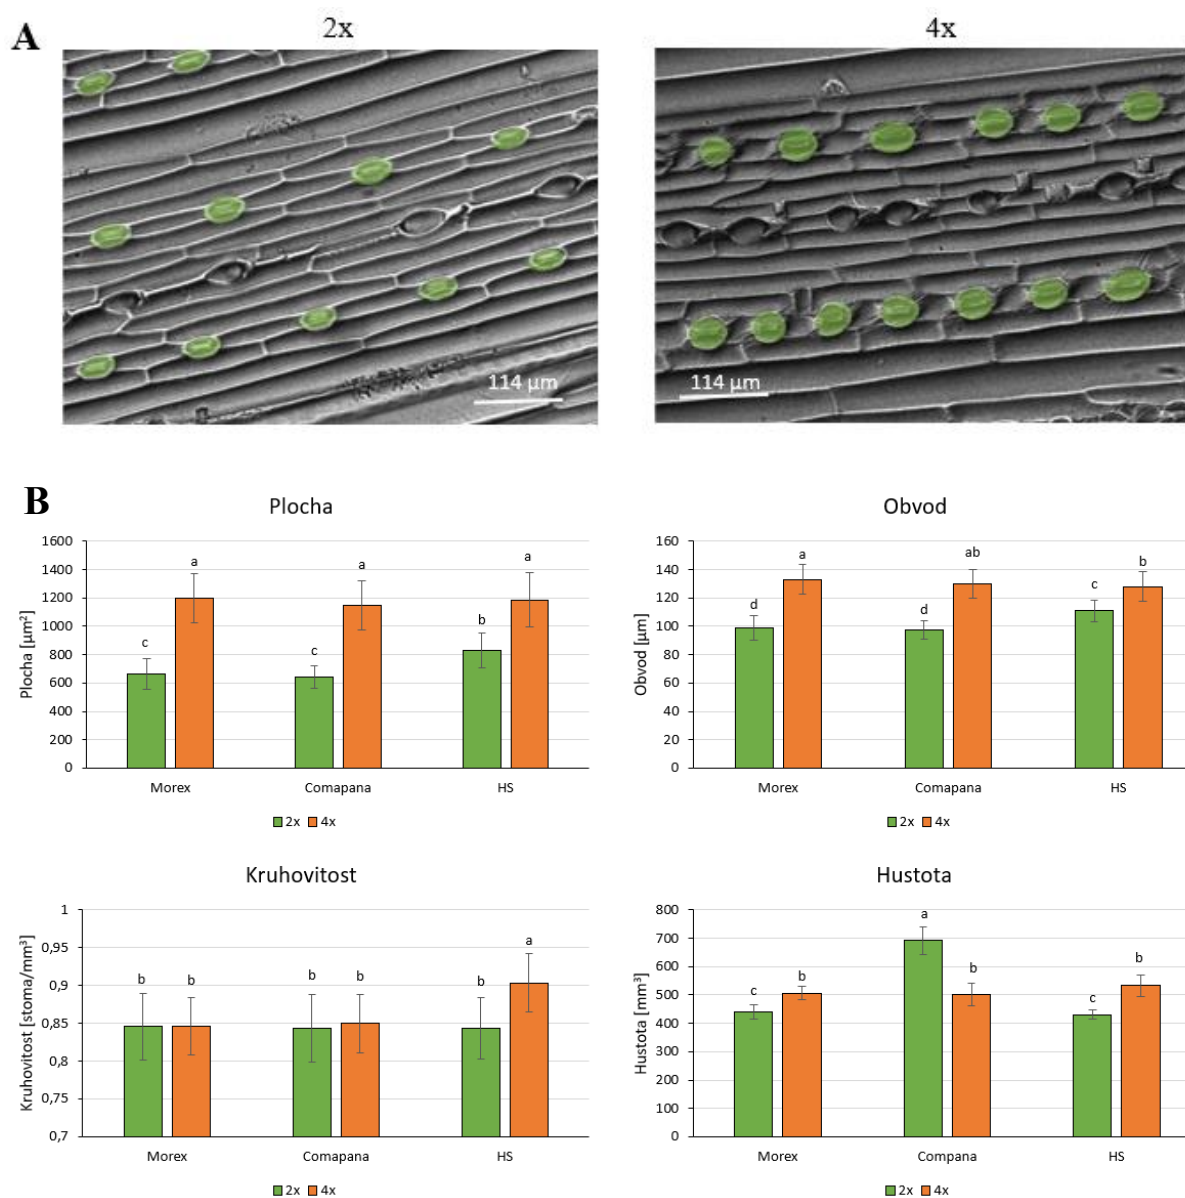 A
2x
4x
114 µm
114 µm
B
Plocha
Plocha [µm²]
1600
1400
1200
1000
800
600
400
200
0
c
a
c
a
b
a
Morex
Comapana
HS
2x
4x
Obvod
Obvod [µm]
160
140
120
100
80
60
40
20
0
d
a
d
ab
c
b
Morex
Comapana
HS
2x
4x
Kruhovitost
Kruhovitost [stoma/mm³]
1
0,95
0,9
0,85
0,8
0,75
0,7
b
b
b
b
b
a
Morex
Comapana
HS
2x
4x
Hustota
Hustota [mm³]
800
700
600
500
400
300
200
100
0
c
b
a
b
c
b
Morex
Compana
HS
2x
4x